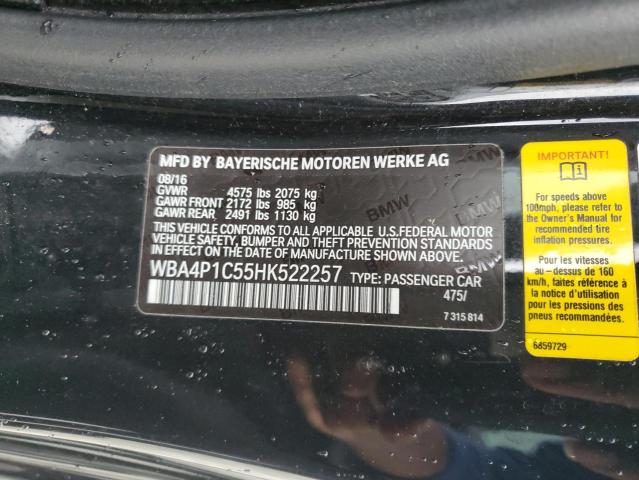 MFD BY BAYERISCHE MOTOREN WERKE AG
08/16
GVWR 4575 lbs 2075 kg
GAWR FRONT 2172 lbs 985 kg
GAWR REAR 2491 lbs 1130 kg
THIS VEHICLE CONFORMS TO ALL APPLICABLE U.S.FEDERAL MOTOR
VEHICLE SAFETY, BUMPER AND
THEFT PREVENTION STANDARDS IN
EFFECT ON THE DATE OF MANUFACTURE
SHOWN ABOVE.
WBA4P1C55HK522257 TYPE: PASSENGER CAR
475/
7 315 814
BMW
BMW
BMW
IMPORTANT!
For speeds above
100mph, please refer to
the Owner's Manual for
recommended tire
inflation pressures.
Pour les vitesses
au-dessus de 160
km/h, faites référence à
la notice d'utilisation
pour les pressions des
pneus recommandées.
6859729